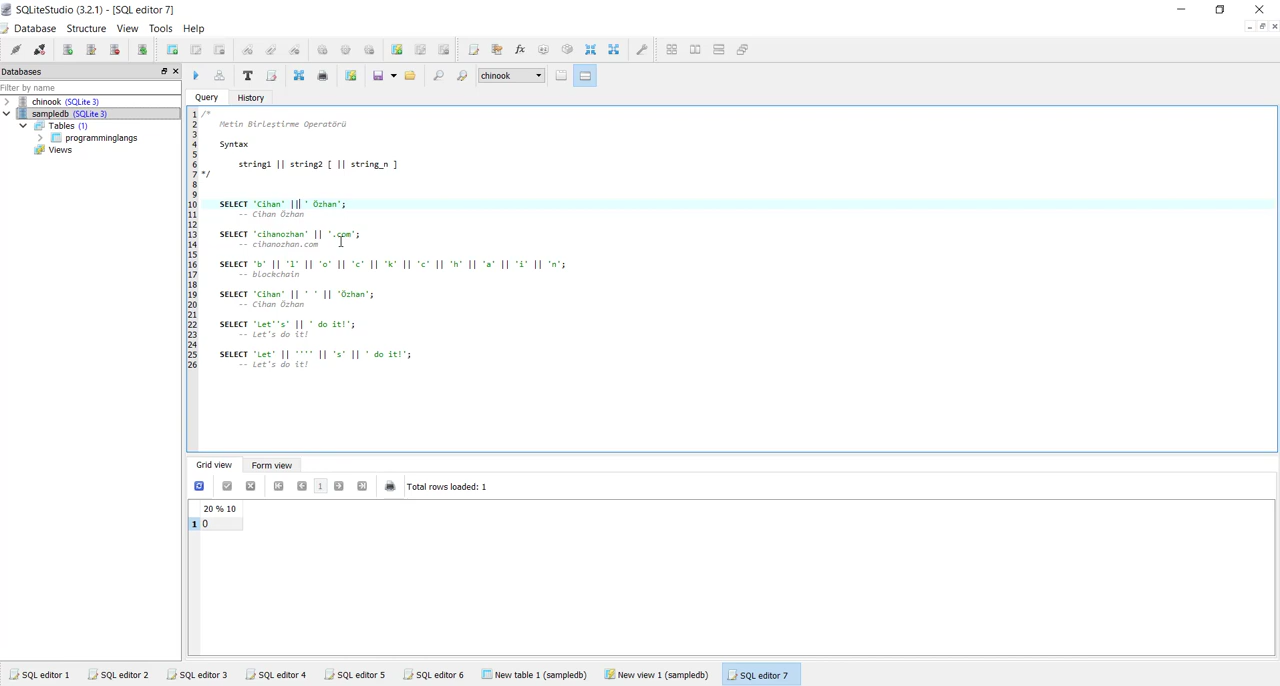 SQLiteStudio (3.2.1) - [SQL editor 7]
Database Structure View Tools Help
Databases
Filter by name
chinook (SQLite 3)
sampledb (SQLite 3)
Tables (1)
programminglangs
Views
chinook
Query History
1 /*
2 Metin Birleştirme Operatörü
3
4 Syntax
5
6 string1 || string2 [ || string_n ]
7 */
8
9
10 SELECT 'Cihan' || ' Özhan';
11 -- Cihan Özhan
12
13 SELECT 'cihanozhan' || '.com';
14 -- cihanozhan.com
15
16 SELECT 'b' || 'l' || 'o' || 'c' || 'k' || 'c' || 'h' || 'a' || 'i' || 'n';
17 -- blockchain
18
19 SELECT 'Cihan' || ' ' || 'Özhan';
20 -- Cihan Özhan
21
22 SELECT 'Let''s' || ' do it!';
23 -- Let's do it!
24
25 SELECT 'Let' || '''' || 's' || ' do it!';
26 -- Let's do it!
Grid view Form view
1 Total rows loaded: 1
20 % 10
1 0
SQL editor 1 SQL editor 2 SQL editor 3 SQL editor 4 SQL editor 5 SQL editor 6 New table 1 (sampledb) New view 1 (sampledb) SQL editor 7